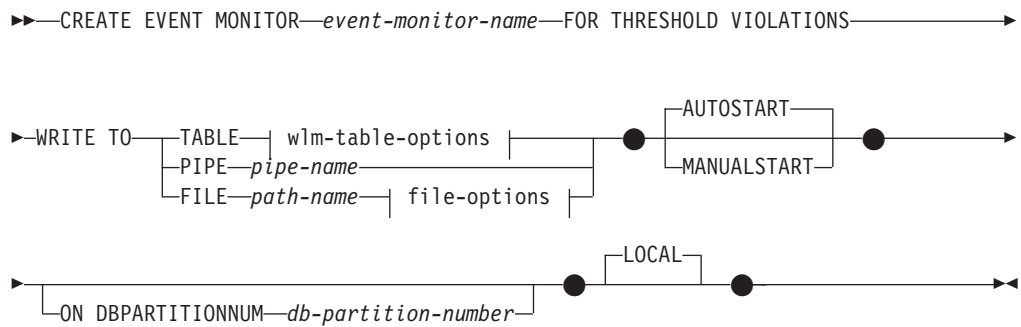 CREATE EVENT MONITOR event-monitor-name FOR THRESHOLD VIOLATIONS
AUTOSTART
WRITE TO TABLE wlm-table-options
PIPE pipe-name MANUALSTART
FILE path-name file-options
LOCAL
ON DBPARTITIONNUM db-partition-number